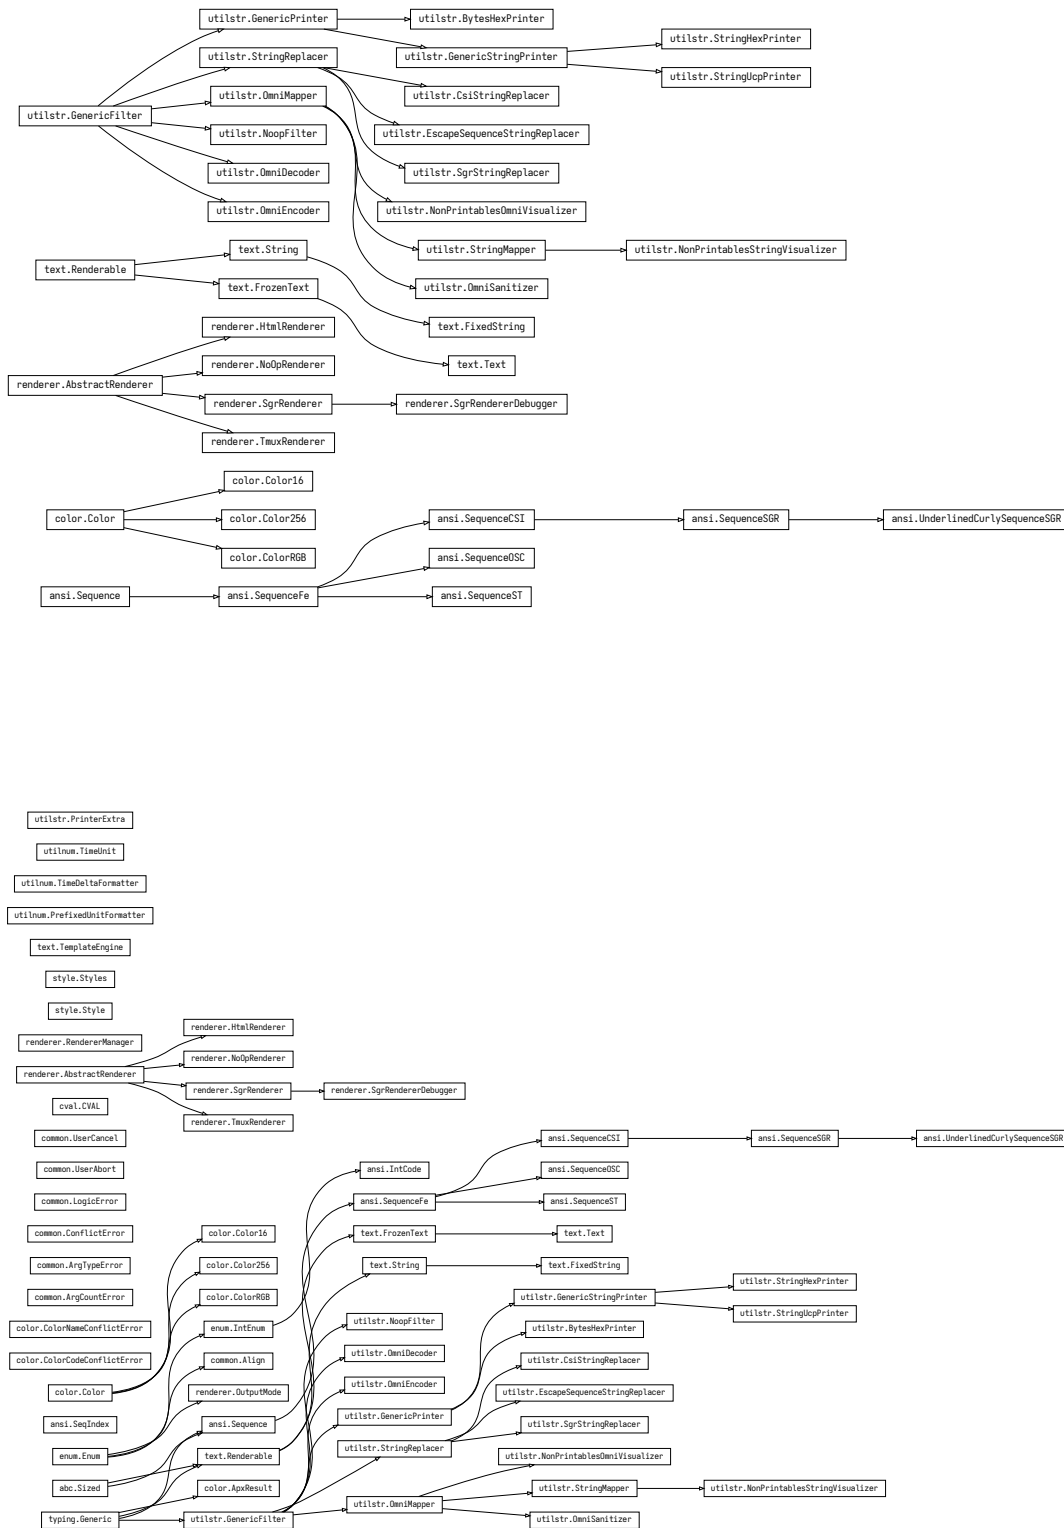 utilstr.GenericPrinter
utilstr.BytesHexPrinter
utilstr.StringHexPrinter
utilstr.StringReplacer
utilstr.GenericStringPrinter
utilstr.StringUcpPrinter
utilstr.OmniMapper
utilstr.CsiStringReplacer
utilstr.GenericFilter
utilstr.NoopFilter
utilstr.EscapeSequenceStringReplacer
utilstr.OmniDecoder
utilstr.SgrStringReplacer
utilstr.OmniEncoder
utilstr.NonPrintablesOmniVisualizer
text.String
utilstr.StringMapper
utilstr.NonPrintablesStringVisualizer
text.Renderable
text.FrozenText
utilstr.OmniSanitizer
renderer.HtmlRenderer
text.FixedString
renderer.NoOpRenderer
text.Text
renderer.AbstractRenderer
renderer.SgrRenderer
renderer.SgrRendererDebugger
renderer.TmuxRenderer
color.Color16
color.Color
color.Color256
ansi.SequenceCSI
ansi.SequenceSGR
ansi.UnderlinedCurlySequenceSGR
color.ColorRGB
ansi.SequenceOSC
ansi.Sequence
ansi.SequenceFe
ansi.SequenceST
utilstr.PrinterExtra
utilnum.TimeUnit
utilnum.TimeDeltaFormatter
utilnum.PrefixedUnitFormatter
text.TemplateEngine
style.Styles
style.Style
renderer.HtmlRenderer
renderer.RendererManager
renderer.NoOpRenderer
renderer.AbstractRenderer
renderer.SgrRenderer
renderer.SgrRendererDebugger
cval.CVAL
renderer.TmuxRenderer
common.UserCancel
ansi.SequenceCSI
ansi.SequenceSGR
ansi.UnderlinedCurlySequenceSGR
common.UserAbort
ansi.IntCode
ansi.SequenceOSC
common.LogicError
ansi.SequenceFe
ansi.SequenceST
common.ConflictError
color.Color16
text.FrozenText
text.Text
common.ArgTypeError
color.Color256
text.String
text.FixedString
utilstr.StringHexPrinter
common.ArgCountError
color.ColorRGB
utilstr.GenericStringPrinter
utilstr.StringUcpPrinter
color.ColorNameConflictError
enum.IntEnum
utilstr.NoopFilter
utilstr.BytesHexPrinter
color.ColorCodeConflictError
common.Align
utilstr.OmniDecoder
utilstr.CsiStringReplacer
color.Color
renderer.OutputMode
utilstr.OmniEncoder
utilstr.EscapeSequenceStringReplacer
ansi.SeqIndex
ansi.Sequence
utilstr.GenericPrinter
utilstr.SgrStringReplacer
enum.Enum
text.Renderable
utilstr.StringReplacer
utilstr.NonPrintablesOmniVisualizer
abc.Sized
color.ApxResult
utilstr.StringMapper
utilstr.NonPrintablesStringVisualizer
utilstr.OmniMapper
typing.Generic
utilstr.GenericFilter
utilstr.OmniSanitizer